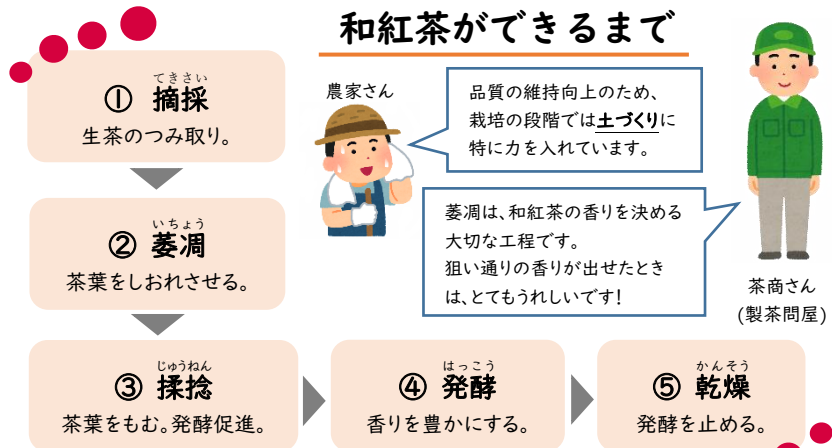 和紅茶ができるまで
① 摘採
てきさい
生茶のつみ取り。
農家さん
品質の維持向上のため、
栽培の段階では土づくりに
特に力を入れています。
② 萎凋
いちょう
茶葉をしおれさせる。
萎凋は、和紅茶の香りを決める
大切な工程です。
狙い通りの香りが出せたとき
は、とてもうれしいです！
茶商さん
(製茶問屋)
③ 揉捻
じゅうねん
茶葉をもむ。発酵促進。
④ 発酵
はっこう
香りを豊かにする。
⑤ 乾燥
かんそう
発酵を止める。